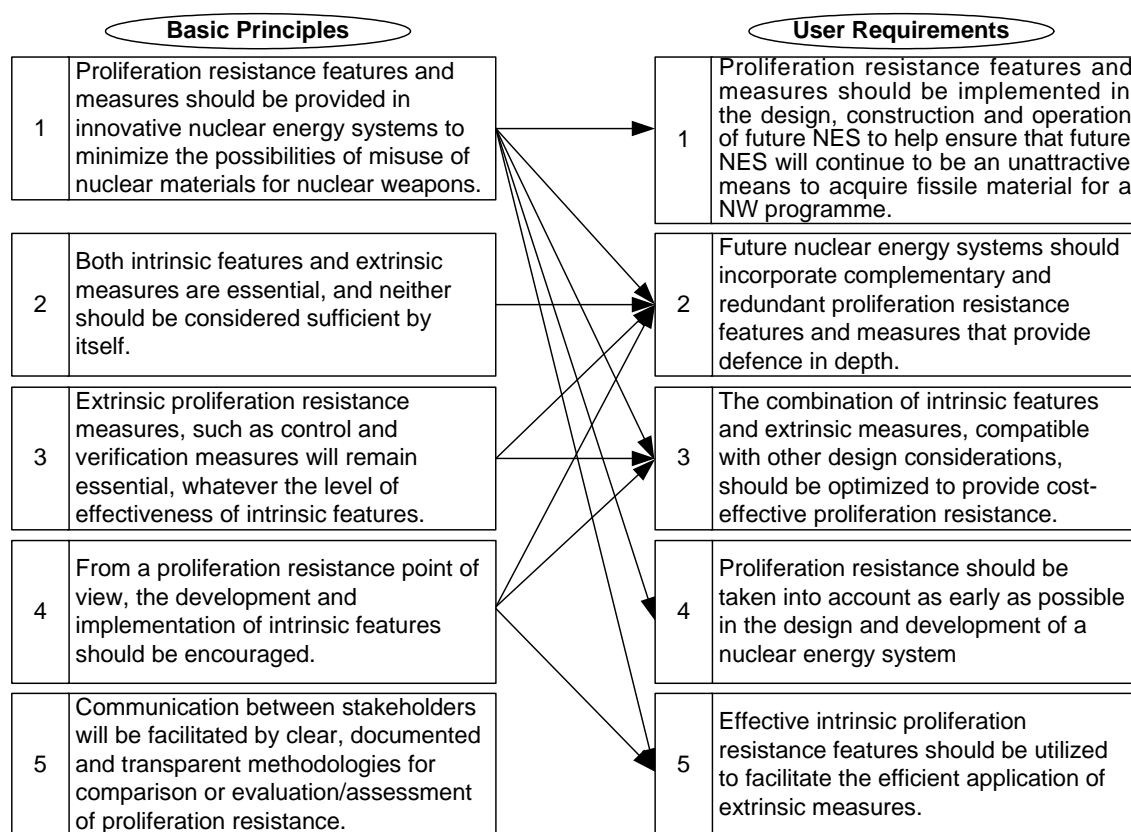 Basic Principles
1
Proliferation resistance features and
measures should be provided in
innovative nuclear energy systems to
minimize the possibilities of misuse of
nuclear materials for nuclear weapons.
2
Both intrinsic features and extrinsic
measures are essential, and neither
should be considered sufficient by
itself.
3
Extrinsic proliferation resistance
measures, such as control and
verification measures will remain
essential, whatever the level of
effectiveness of intrinsic features.
4
From a proliferation resistance point of
view, the development and
implementation of intrinsic features
should be encouraged.
5
Communication between stakeholders
will be facilitated by clear, documented
and transparent methodologies for
comparison or evaluation/assessment
of proliferation resistance.
User Requirements
1
Proliferation resistance features and
measures should be implemented in
the design, construction and operation
of future NES to help ensure that future
NES will continue to be an unattractive
means to acquire fissile material for a
NW programme.
2
Future nuclear energy systems should
incorporate complementary and
redundant proliferation resistance
features and measures that provide
defence in depth.
3
The combination of intrinsic features
and extrinsic measures, compatible
with other design considerations,
should be optimized to provide cost-
effective proliferation resistance.
4
Proliferation resistance should be
taken into account as early as possible
in the design and development of a
nuclear energy system
5
Effective intrinsic proliferation
resistance features should be utilized
to facilitate the efficient application of
extrinsic measures.